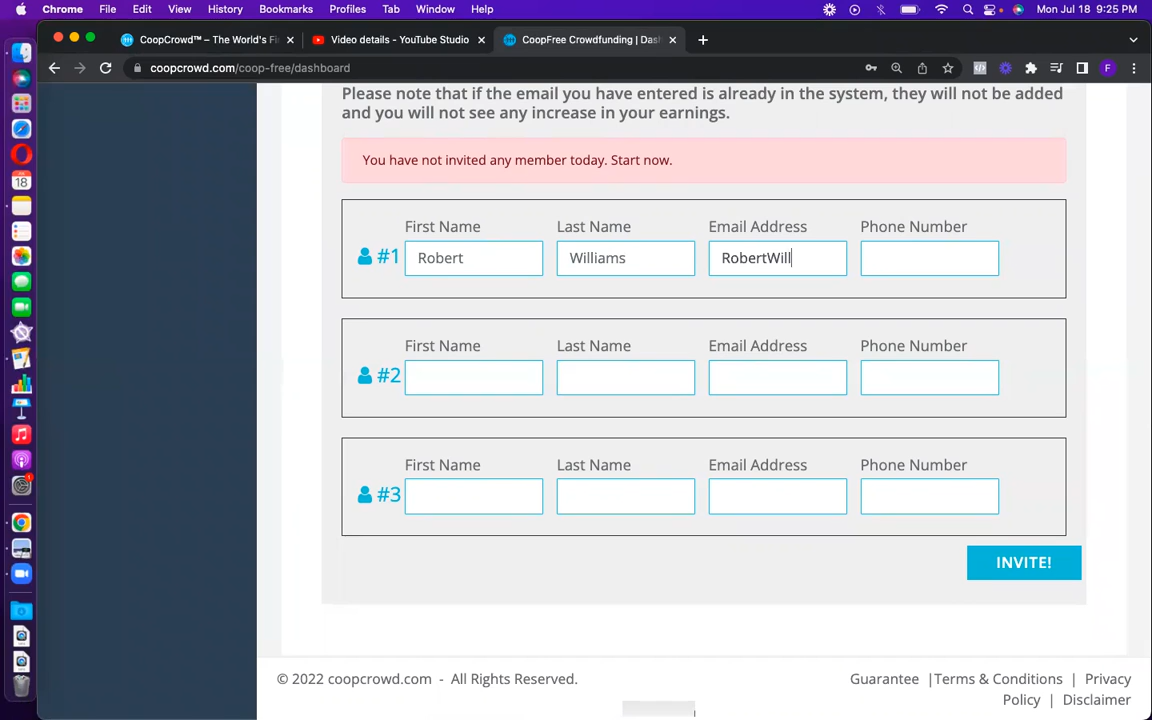 Chrome File Edit View History Bookmarks Profiles Tab Window Help Mon Jul 18 9:25 PM
CoopCrowd™ – The World's Fi Video details - YouTube Studio CoopFree Crowdfunding | Das
coopcrowd.com/coop-free/dashboard F
Please note that if the email you have entered is already in the system, they will not be added
and you will not see any increase in your earnings.
You have not invited any member today. Start now.
First Name Last Name Email Address Phone Number
#1 Robert Williams RobertWill
First Name Last Name Email Address Phone Number
#2
First Name Last Name Email Address Phone Number
#3
INVITE!
© 2022 coopcrowd.com - All Rights Reserved. Guarantee |Terms & Conditions | Privacy
Policy | Disclaimer